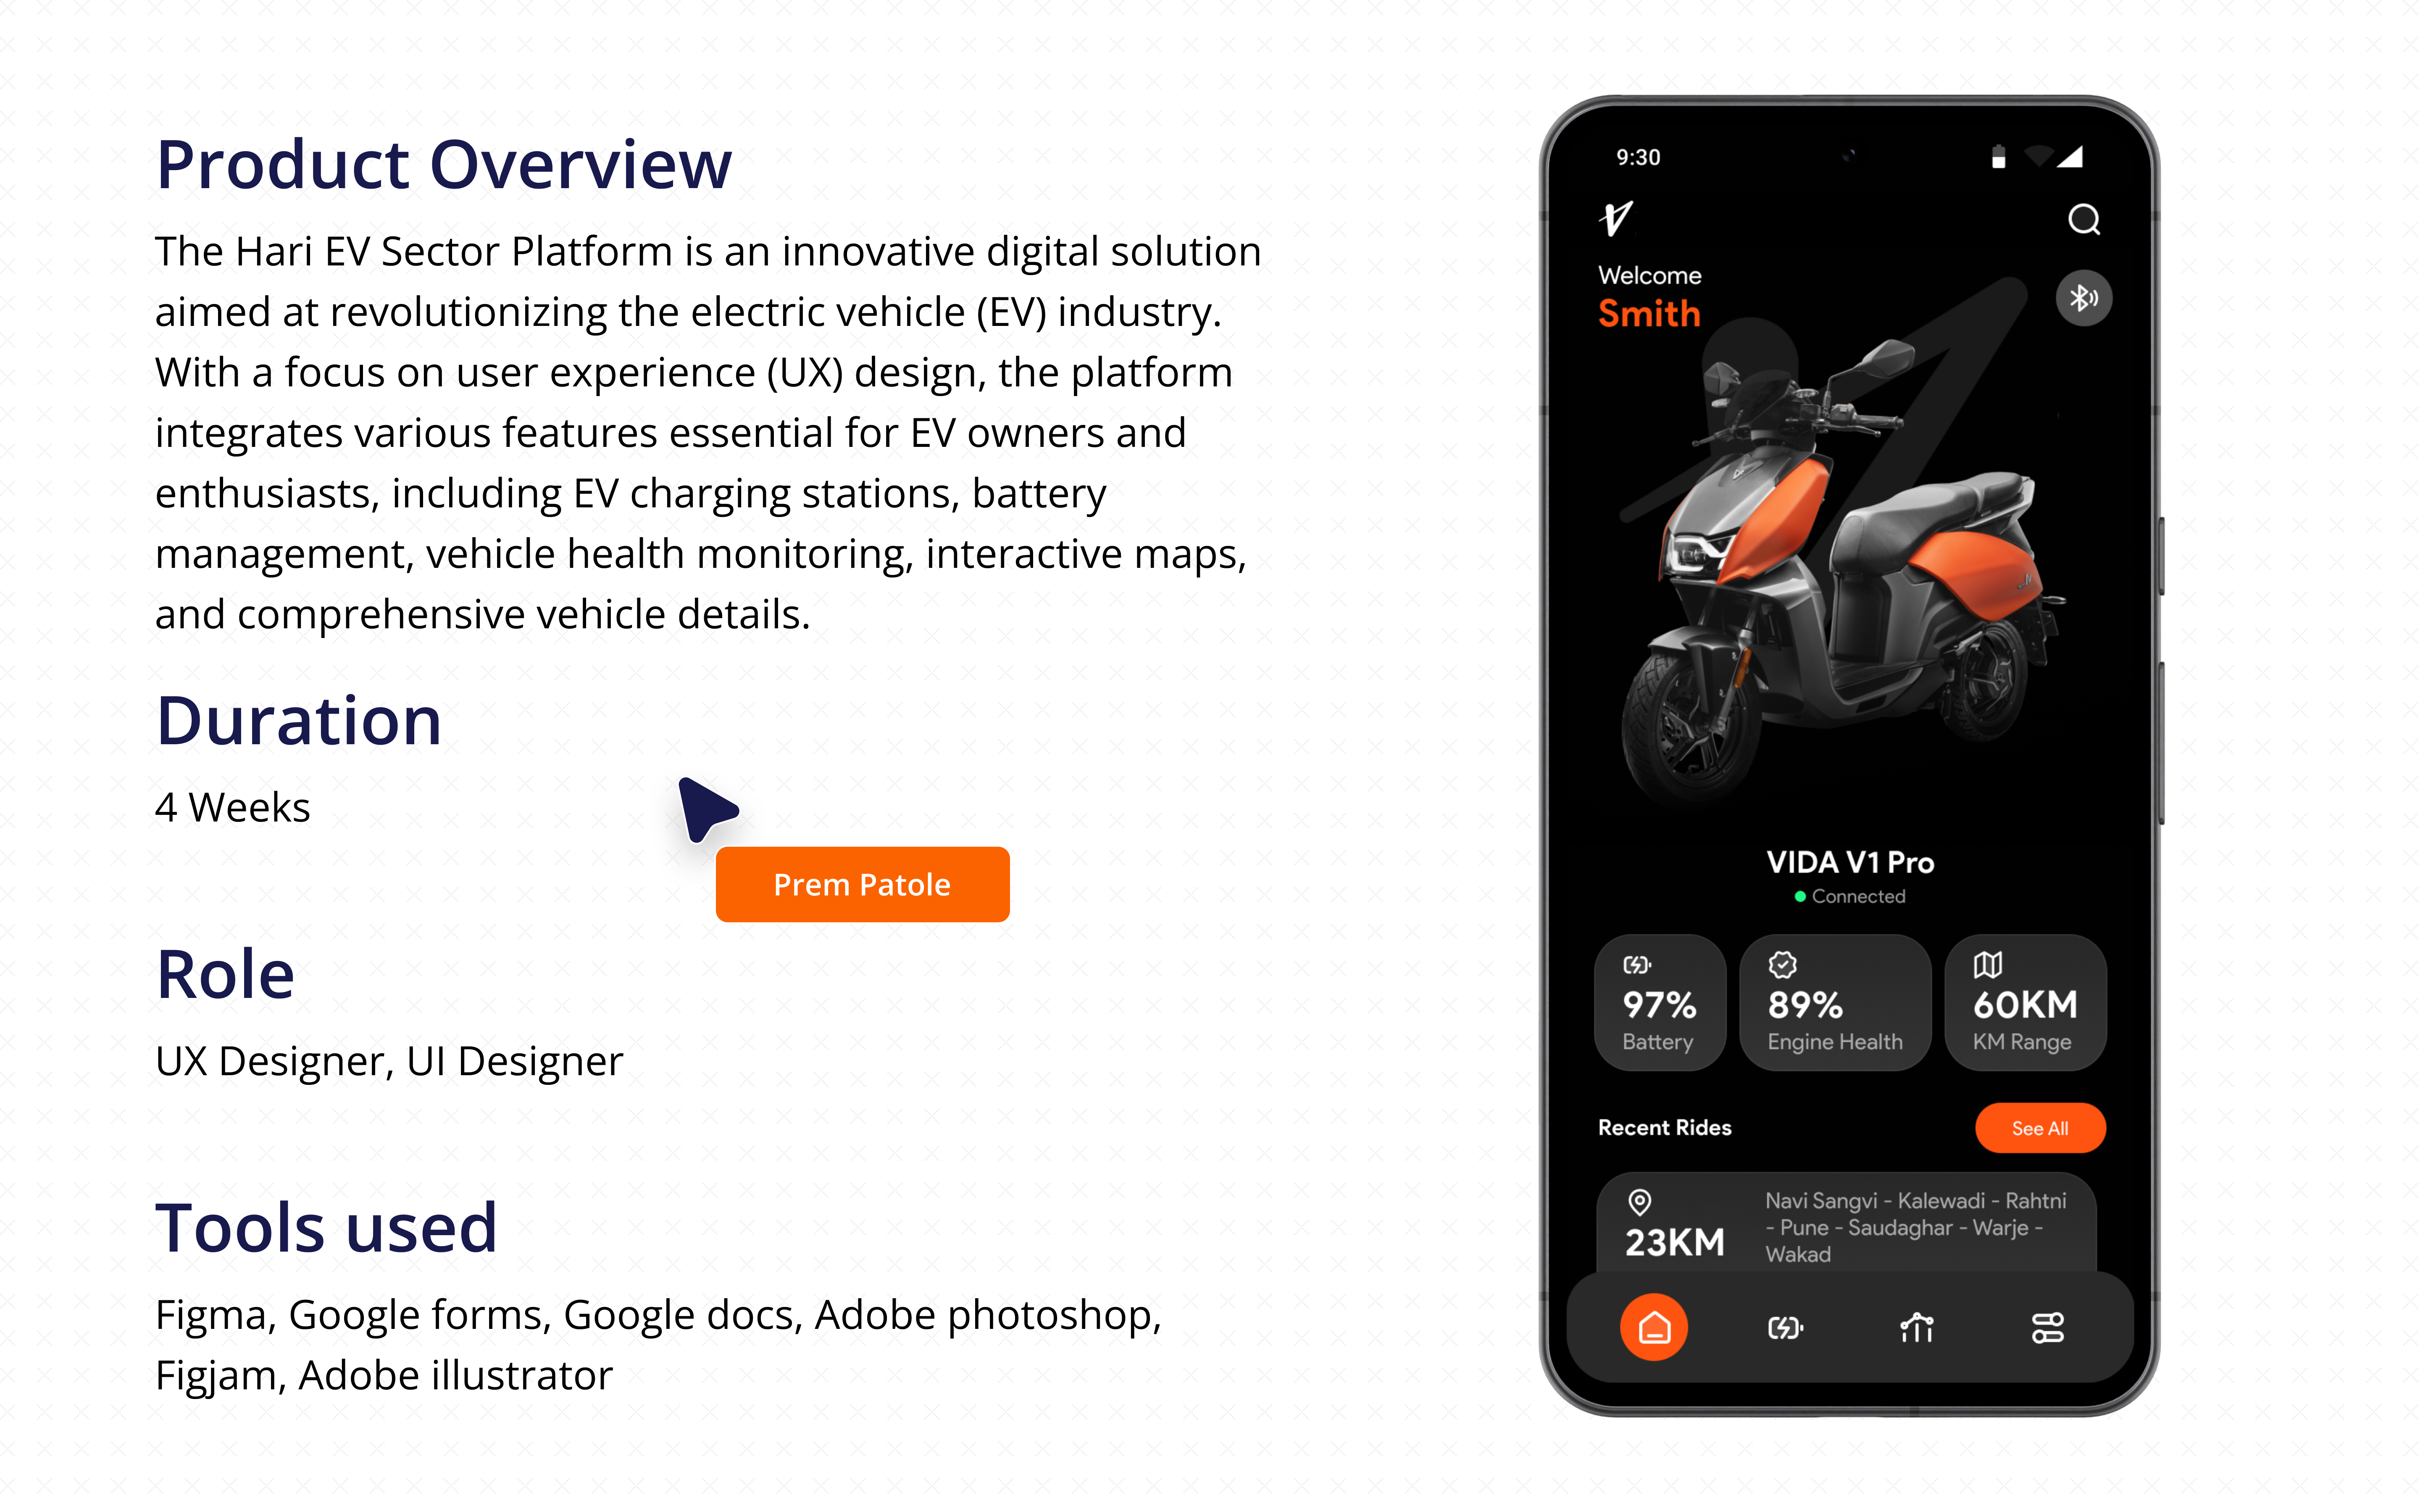 Product Overview
The Hari EV Sector Platform is an innovative digital solution
aimed at revolutionizing the electric vehicle (EV) industry.
With a focus on user experience (UX) design, the platform
integrates various features essential for EV owners and
enthusiasts, including EV charging stations, battery
management, vehicle health monitoring, interactive maps,
and comprehensive vehicle details.
Duration
4 Weeks
Prem Patole
Role
UX Designer, UI Designer
Tools used
Figma, Google forms, Google docs, Adobe photoshop,
Figjam, Adobe illustrator
9:30
Welcome
Smith
VIDA V1 Pro
Connected
97%
Battery
89%
Engine Health
60KM
KM Range
Recent Rides
See All
23KM
Navi Sangvi - Kalewadi - Rahtni
- Pune - Saudaghar - Warje -
Wakad